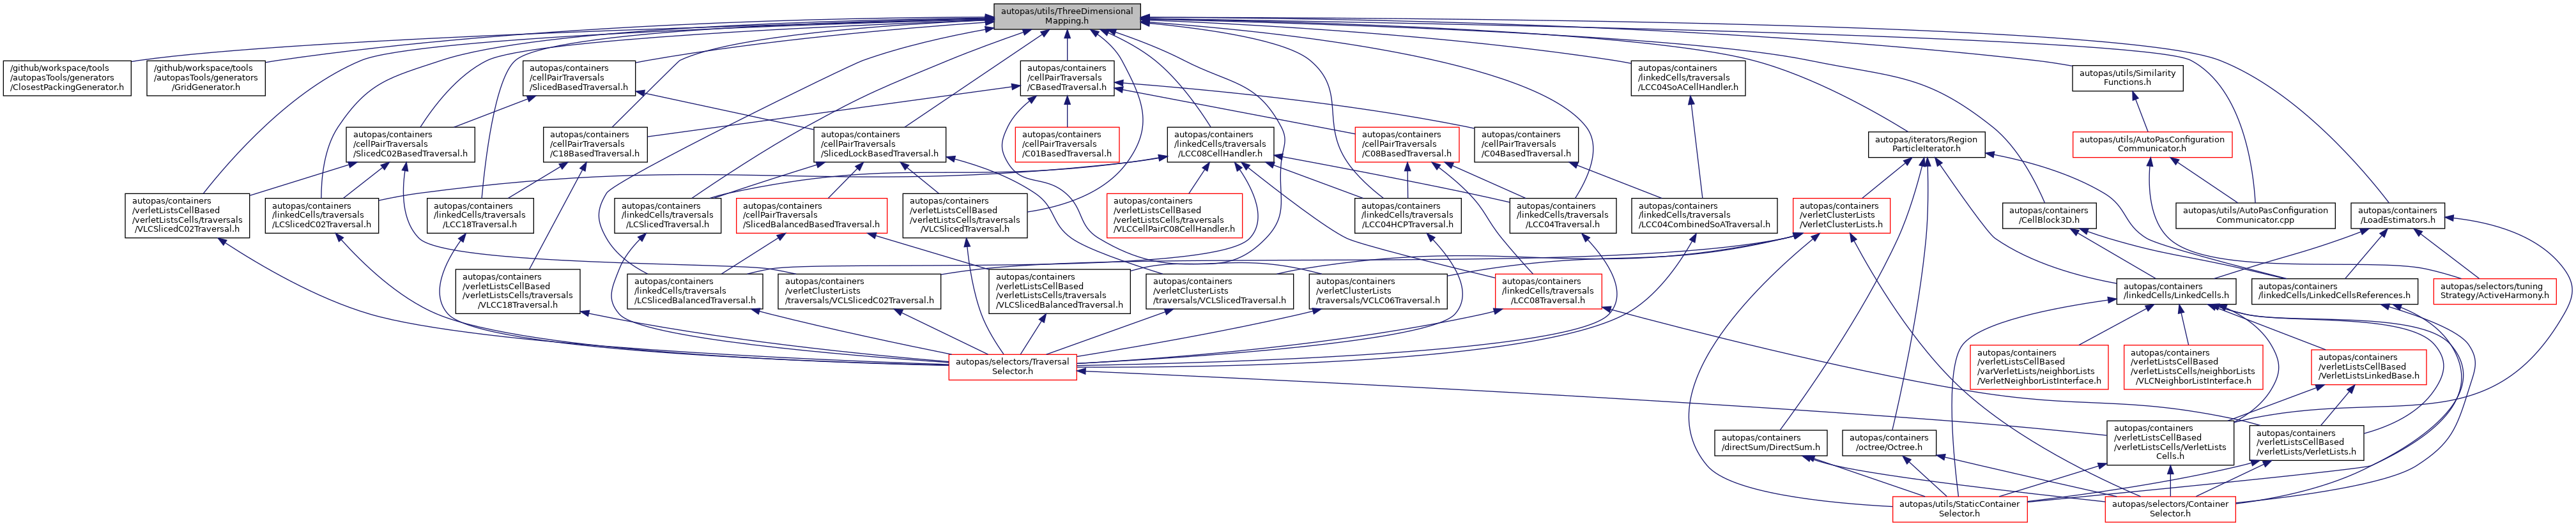 autopas/utils/ThreeDimensional
Mapping.h
/github/workspace/tools
/autopasTools/generators
/ClosestPackingGenerator.h
/github/workspace/tools
/autopasTools/generators
/GridGenerator.h
autopas/containers
/cellPairTraversals
/SlicedBasedTraversal.h
autopas/containers
/cellPairTraversals
/CBasedTraversal.h
autopas/containers
/linkedCells/traversals
/LCC04SoACellHandler.h
autopas/utils/Similarity
Functions.h
autopas/containers
/cellPairTraversals
/SlicedC02BasedTraversal.h
autopas/containers
/cellPairTraversals
/C18BasedTraversal.h
autopas/containers
/cellPairTraversals
/SlicedLockBasedTraversal.h
autopas/containers
/cellPairTraversals
/C01BasedTraversal.h
autopas/containers
/linkedCells/traversals
/LCC08CellHandler.h
autopas/containers
/cellPairTraversals
/C08BasedTraversal.h
autopas/containers
/cellPairTraversals
/C04BasedTraversal.h
autopas/iterators/Region
ParticleIterator.h
autopas/utils/AutoPasConfiguration
Communicator.h
autopas/containers
/verletListsCellBased
/verletListsCells/traversals
/VLCSlicedC02Traversal.h
autopas/containers
/linkedCells/traversals
/LCSlicedC02Traversal.h
autopas/containers
/linkedCells/traversals
/LCC18Traversal.h
autopas/containers
/linkedCells/traversals
/LCSlicedTraversal.h
autopas/containers
/cellPairTraversals
/SlicedBalancedBasedTraversal.h
autopas/containers
/verletListsCellBased
/verletListsCells/traversals
/VLCSlicedTraversal.h
autopas/containers
/verletListsCellBased
/verletListsCells/traversals
/VLCCellPairC08CellHandler.h
autopas/containers
/linkedCells/traversals
/LCC04HCPTraversal.h
autopas/containers
/linkedCells/traversals
/LCC04Traversal.h
autopas/containers
/linkedCells/traversals
/LCC04CombinedSoATraversal.h
autopas/containers
/verletClusterLists
/VerletClusterLists.h
autopas/containers
/CellBlock3D.h
autopas/utils/AutoPasConfiguration
Communicator.cpp
autopas/containers
/LoadEstimators.h
autopas/containers
/verletListsCellBased
/verletListsCells/traversals
/VLCC18Traversal.h
autopas/containers
/linkedCells/traversals
/LCSlicedBalancedTraversal.h
autopas/containers
/verletClusterLists
/traversals/VCLSlicedC02Traversal.h
autopas/containers
/verletListsCellBased
/verletListsCells/traversals
/VLCSlicedBalancedTraversal.h
autopas/containers
/verletClusterLists
/traversals/VCLSlicedTraversal.h
autopas/containers
/verletClusterLists
/traversals/VCLC06Traversal.h
autopas/containers
/linkedCells/traversals
/LCC08Traversal.h
autopas/containers
/linkedCells/LinkedCells.h
autopas/containers
/linkedCells/LinkedCellsReferences.h
autopas/selectors/tuning
Strategy/ActiveHarmony.h
autopas/selectors/Traversal
Selector.h
autopas/containers
/verletListsCellBased
/varVerletLists/neighborLists
/VerletNeighborListInterface.h
autopas/containers
/verletListsCellBased
/verletListsCells/neighborLists
/VLCNeighborListInterface.h
autopas/containers
/verletListsCellBased
/VerletListsLinkedBase.h
autopas/containers
/directSum/DirectSum.h
autopas/containers
/octree/Octree.h
autopas/containers
/verletListsCellBased
/verletListsCells/VerletLists
Cells.h
autopas/containers
/verletListsCellBased
/verletLists/VerletLists.h
autopas/utils/StaticContainer
Selector.h
autopas/selectors/Container
Selector.h